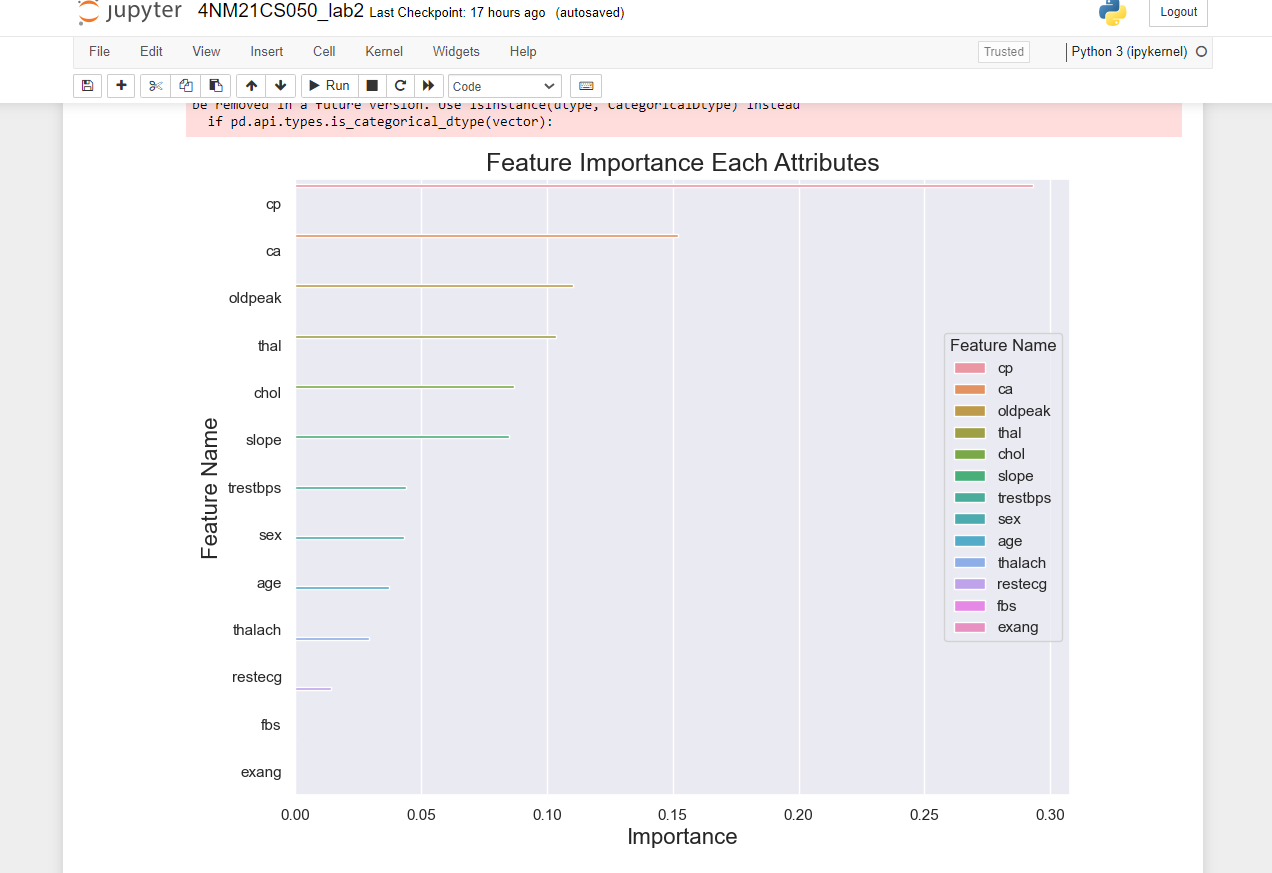 jupyter 4NM21CS050_lab2 Last Checkpoint: 17 hours ago (autosaved)
Logout
File Edit View Insert Cell Kernel Widgets Help
Trusted
Python 3 (ipykernel)
Run
Code
be removed in a future version. Use isinstance(dtype, CategoricalDtype) instead
if pd.api.types.is_categorical_dtype(vector):
Feature Importance Each Attributes
Feature Name
cp
ca
oldpeak
thal
chol
slope
trestbps
sex
age
thalach
restecg
fbs
exang
Feature Name
cp
ca
oldpeak
thal
chol
slope
trestbps
sex
age
thalach
restecg
fbs
exang
0.00 0.05 0.10 0.15 0.20 0.25 0.30
Importance